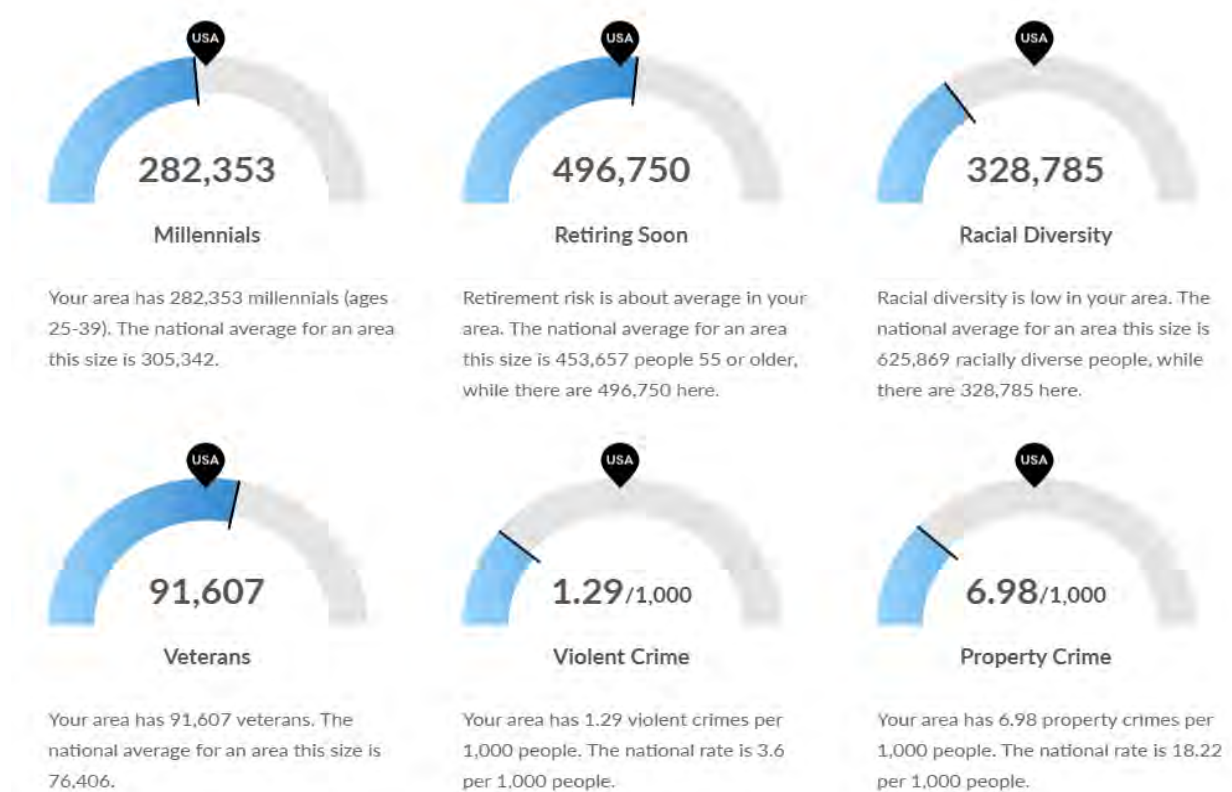 USA
282,353
Millennials
Your area has 282,353 millennials (ages
25-39). The national average for an area
this size is 305,342.
USA
496,750
Retiring Soon
Retirement risk is about average in your
area. The national average for an area
this size is 453,657 people 55 or older,
while there are 496,750 here.
USA
328,785
Racial Diversity
Racial diversity is low in your area. The
national average for an area this size is
625,869 racially diverse people, while
there are 328,785 here.
USA
91,607
Veterans
Your area has 91,607 veterans. The
national average for an area this size is
76,406.
USA
1.29/1,000
Violent Crime
Your area has 1.29 violent crimes per
1,000 people. The national rate is 3.6
per 1,000 people.
USA
6.98/1,000
Property Crime
Your area has 6.98 property crimes per
1,000 people. The national rate is 18.22
per 1,000 people.